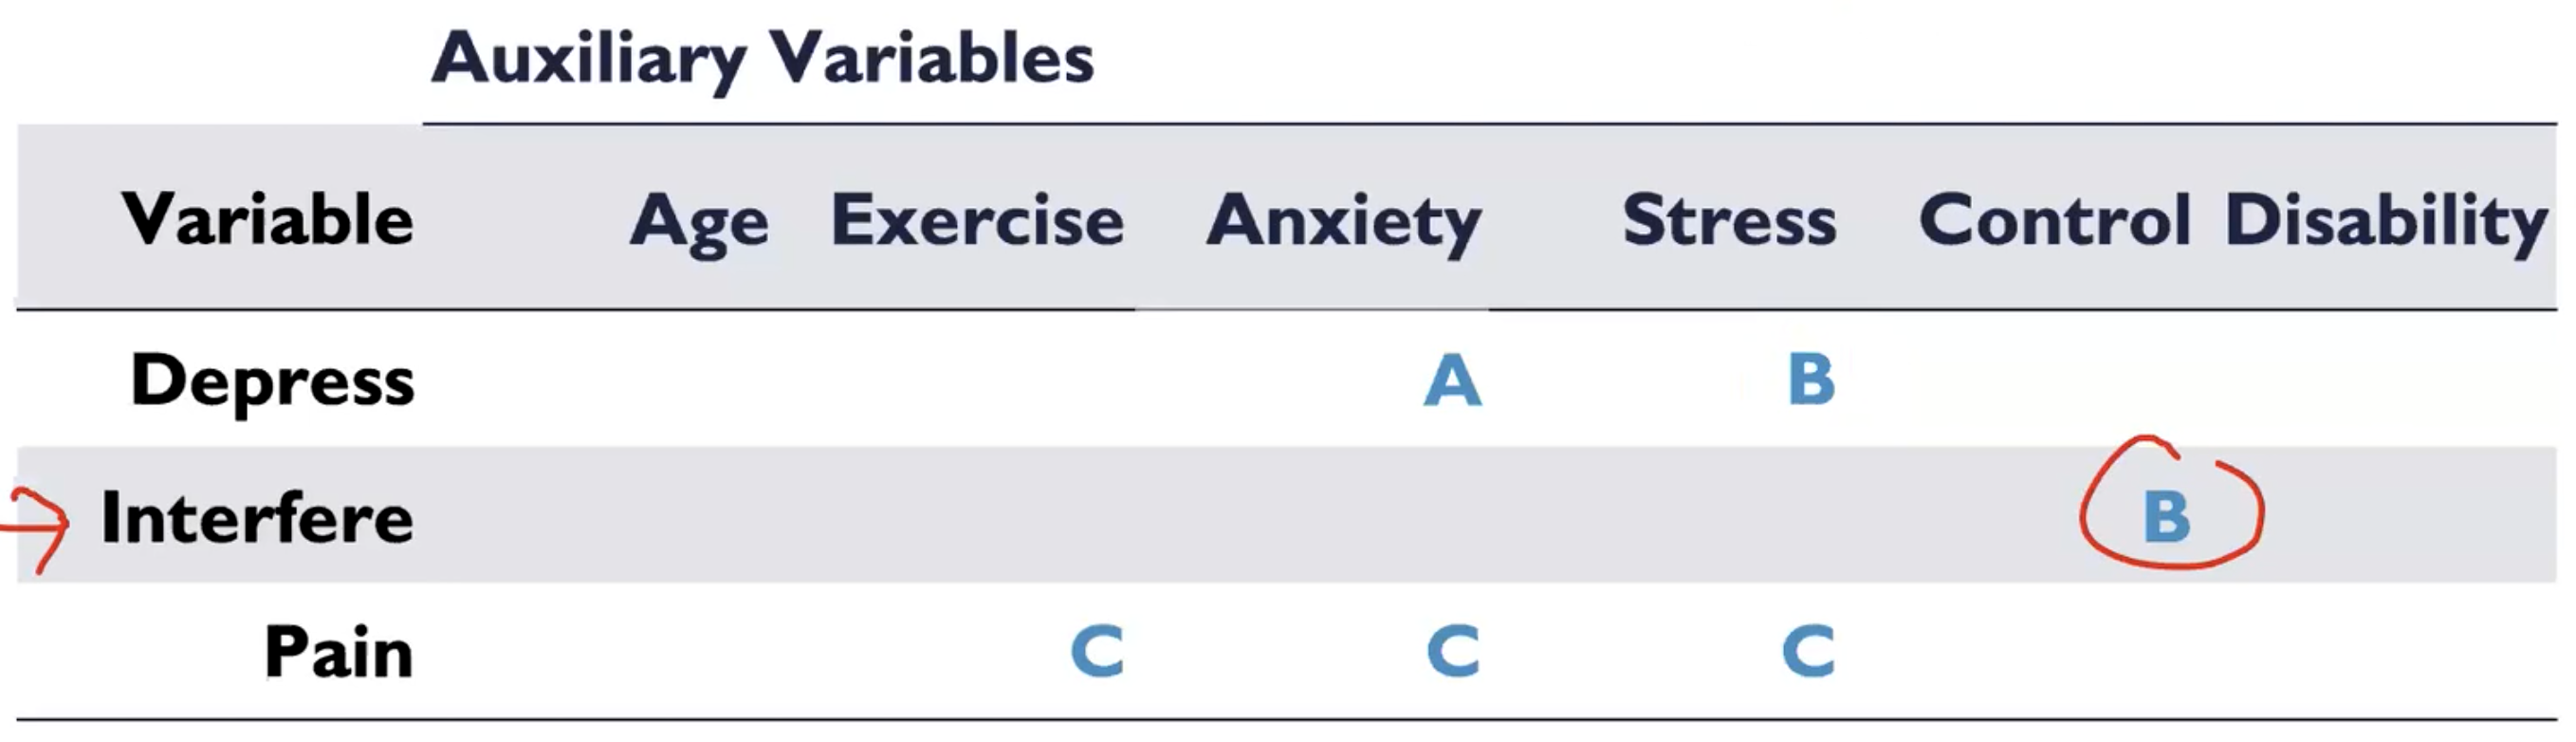 Auxiliary Variables
Variable Age Exercise Anxiety Stress Control Disability
Depress A B
Interfere B
Pain C C C